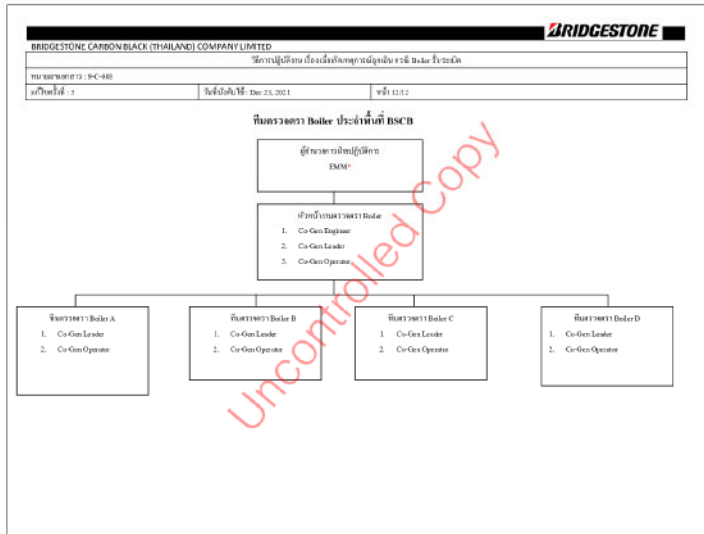 BRIDGESTONE
BRIDGESTONE CARBON BLACK (THAILAND) COMPANY LIMITED
วิธีการปฏิบัติงาน เรื่องเมื่อเกิดเหตุการณ์ฉุกเฉิน กรณี Boiler รั่ว/ระเบิด
หมายเลขเอกสาร : 9-C-003
แก้ไขครั้งที่ : 3 วันที่บังคับใช้ : Dec 23, 2021 หน้า 12/12
ทีมตรวจตรา Boiler ประจำพื้นที่ BSCB
ผู้อำนวยการฝ่ายปฏิบัติการ
EMM*
หัวหน้างานตรวจตรา Boiler
1. Co-Gen Engineer
2. Co-Gen Leader
3. Co-Gen Operator
ทีมตรวจตรา Boiler A
1. Co-Gen Leader
2. Co-Gen Operator
ทีมตรวจตรา Boiler B
1. Co-Gen Leader
2. Co-Gen Operator
ทีมตรวจตรา Boiler C
1. Co-Gen Leader
2. Co-Gen Operator
ทีมตรวจตรา Boiler D
1. Co-Gen Leader
2. Co-Gen Operator
Uncontrolled Copy